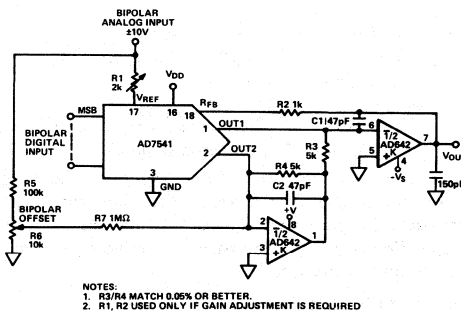 BIPOLAR
ANALOG INPUT
±10V
R1
2k
VREF
VDD
17
16
18
RFB
R2 1k
C1 47pF
MSB
BIPOLAR
DIGITAL
INPUT
AD7541
1
OUT1
2
OUT2
3
GND
R3
5k
R4 5k
C2 47pF
+V
8
6
7
1/2
AD642
5
+K
4
-VS
VOU
150pF
R5
100k
BIPOLAR
OFFSET
R6
10k
R7 1MΩ
2
1/2
AD642
3
+K
1
NOTES:
1. R3/R4 MATCH 0.05% OR BETTER.
2. R1, R2 USED ONLY IF GAIN ADJUSTMENT IS REQUIRED